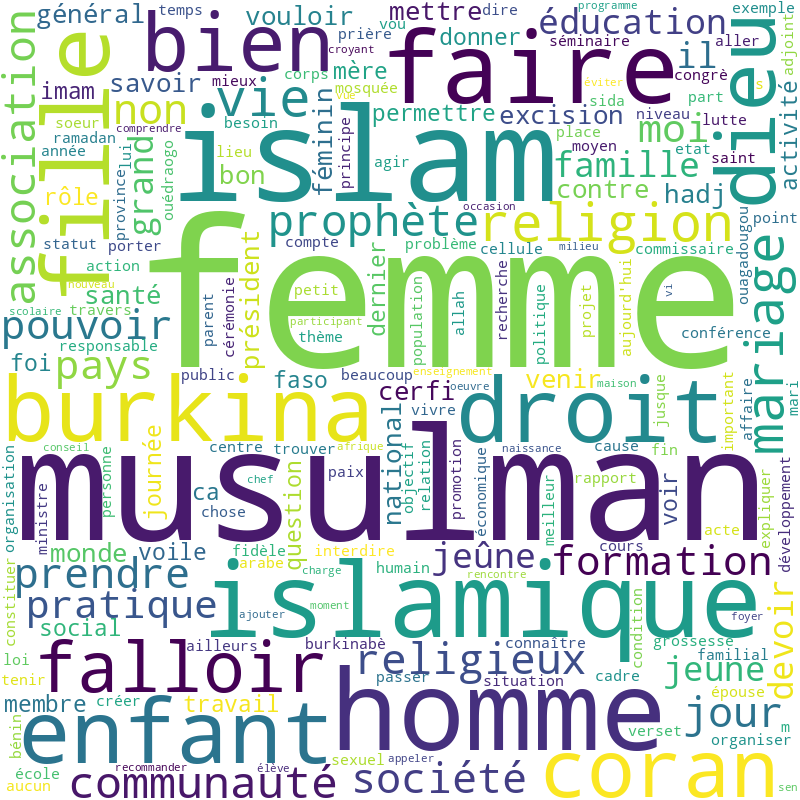 général
temps
vouloir
mettre
dire
programme
il
dieu
exemple
association
fille
bien
vou
prière
faire
donner
éducation
séminaire
aller
adjointe
imam
savoir
croyant
mieux
corps
mère
mosquée
vue
éviter
congrè
part
s
non
vie
permettre
excision
niveau
sida
lutte
activité
soeur
comprendre
besoin
islam
place
moi
moyen
etat
ramadan
année
lui
ouédraogo
grand
lieu
bon
féminin
principe
agir
famille
saint
contre
hadj
rôle
province
prophète
occasion
religion
point
ouagadougou
mariage
statut
porter
femme
compte
problème
cellule
milieu
commissaire
action
président
dernier
population
allah
politique
recherche
projet
aujourd'hui
vi
santé
nouveau
travers
parent
cérémonie
petit
participant
thème
scolaire
pouvoir
responsable
conférence
foi
pays
public
faso
beaucoup
enseignement
cerfi
oeuvre
venir
maison
jusque
important
affaire
mari
burkina
vivre
droit
conseil
centre
trouver
afrique
national
naissance
cause
fin
organisation
ministre
personne
musulman
journée
ca
chose
chef
question
paix
objectif
relation
promotion
économique
meilleur
rapport
voir
expliquer
développement
acte
monde
voile
fidèle
arabe
interdire
jeûne
cours
formation
constituer
prendre
charge
humain
rencontre
pratique
ajouter
moment
islamique
condition
foyer
devoir
social
ailleurs
burkinabè
connaître
grossesse
loi
falloir
religieux
passer
situation
cadre
familial
jeune
tenir
membre
créer
travail
homme
épouse
bénin
enfant
jour
m
verset
organiser
école
aucun
recommander
communauté
élève
sexuel
appeler
société
coran
sen